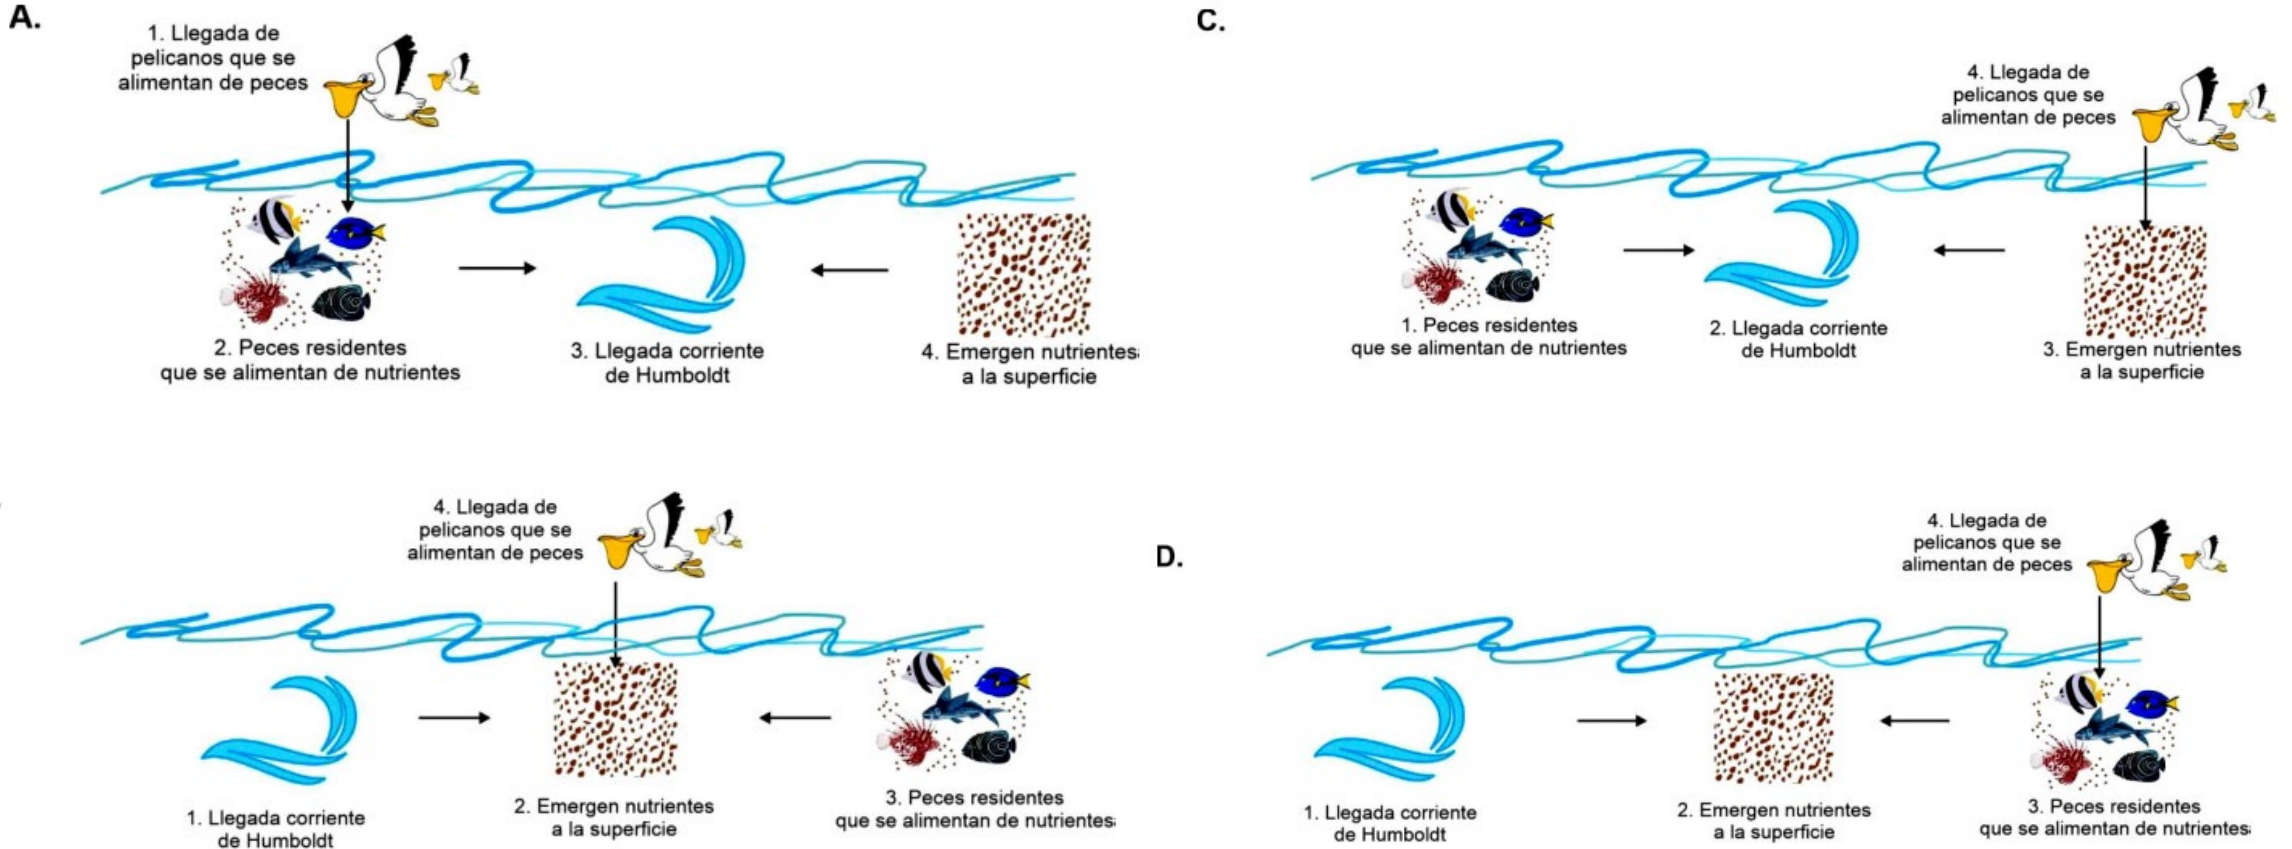 A.
1. Llegada de
pelicanos que se
alimentan de peces
2. Peces residentes
que se alimentan de nutrientes
3. Llegada corriente
de Humboldt
4. Emergen nutrientes
a la superficie
C.
4. Llegada de
pelicanos que se
alimentan de peces
1. Peces residentes
que se alimentan de nutrientes
2. Llegada corriente
de Humboldt
3. Emergen nutrientes
a la superficie
4. Llegada de
pelicanos que se
alimentan de peces
1. Llegada corriente
de Humboldt
2. Emergen nutrientes
a la superficie
3. Peces residentes
que se alimentan de nutrientes
D.
4. Llegada de
pelicanos que se
alimentan de peces
1. Llegada corriente
de Humboldt
2. Emergen nutrientes
a la superficie
3. Peces residentes
que se alimentan de nutrientes